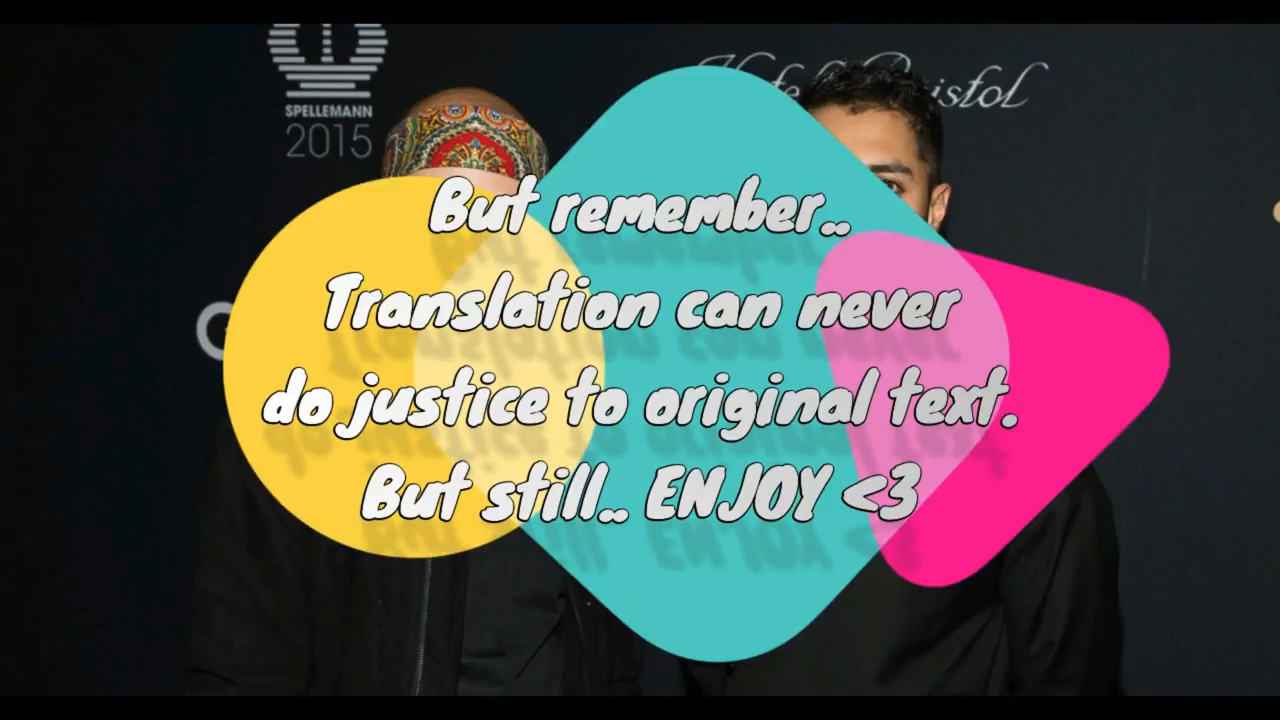 SPELLEMANN
2015
But remember..
Translation can never
do justice to original text.
But still.. ENJOY <3